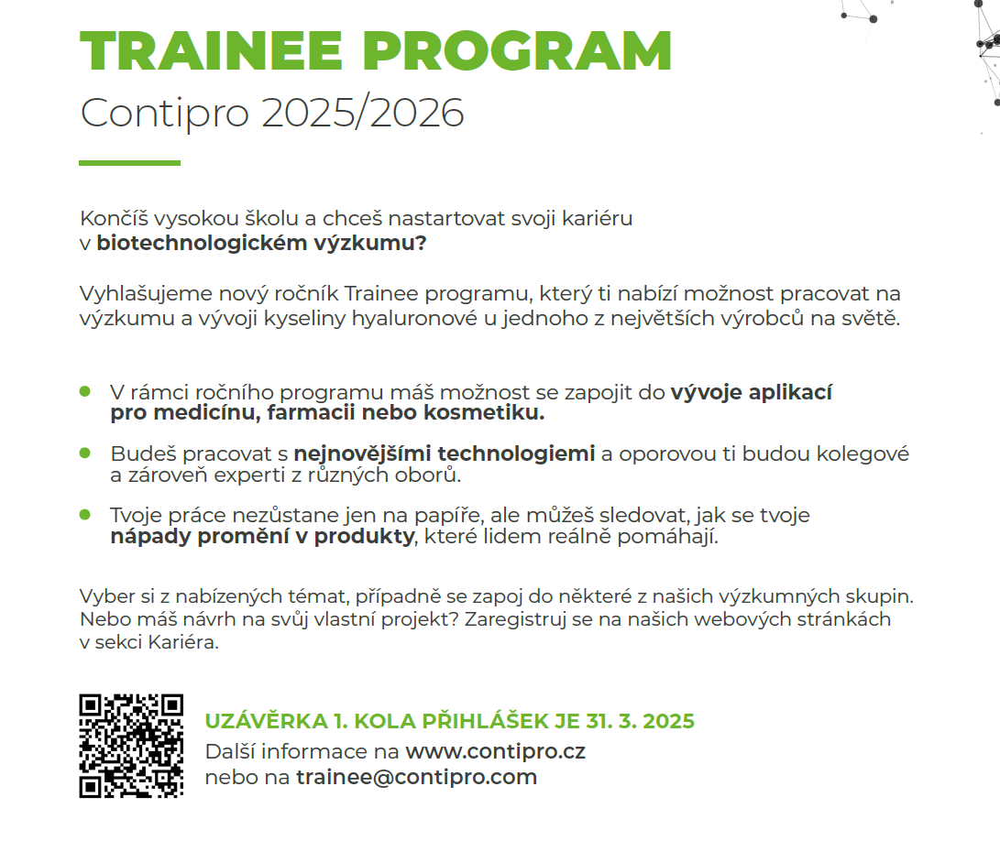 TRAINEE PROGRAM
Contipro 2025/2026
Končíš vysokou školu a chceš nastartovat svoji kariéru
v biotechnologickém výzkumu?
Vyhlašujeme nový ročník Trainee programu, který ti nabízí možnost pracovat na
výzkumu a vývoji kyseliny hyaluronové u jednoho z největších výrobců na světě.
V rámci ročního programu máš možnost se zapojit do vývoje aplikací
pro medicínu, farmacii nebo kosmetiku.
Budeš pracovat s nejnovějšími technologiemi a oporovou ti budou kolegové
a zároveň experti z různých oborů.
Tvoje práce nezůstane jen na papíře, ale můžeš sledovat, jak se tvoje
nápady promění v produkty, které lidem reálně pomáhají.
Vyber si z nabízených témat, případně se zapoj do některé z našich výzkumných skupin.
Nebo máš návrh na svůj vlastní projekt? Zaregistruj se na našich webových stránkách
v sekci Kariéra.
UZÁVĚRKA 1. KOLA PŘIHLÁŠEK JE 31. 3. 2025
Další informace na www.contipro.cz
nebo na trainee@contipro.com